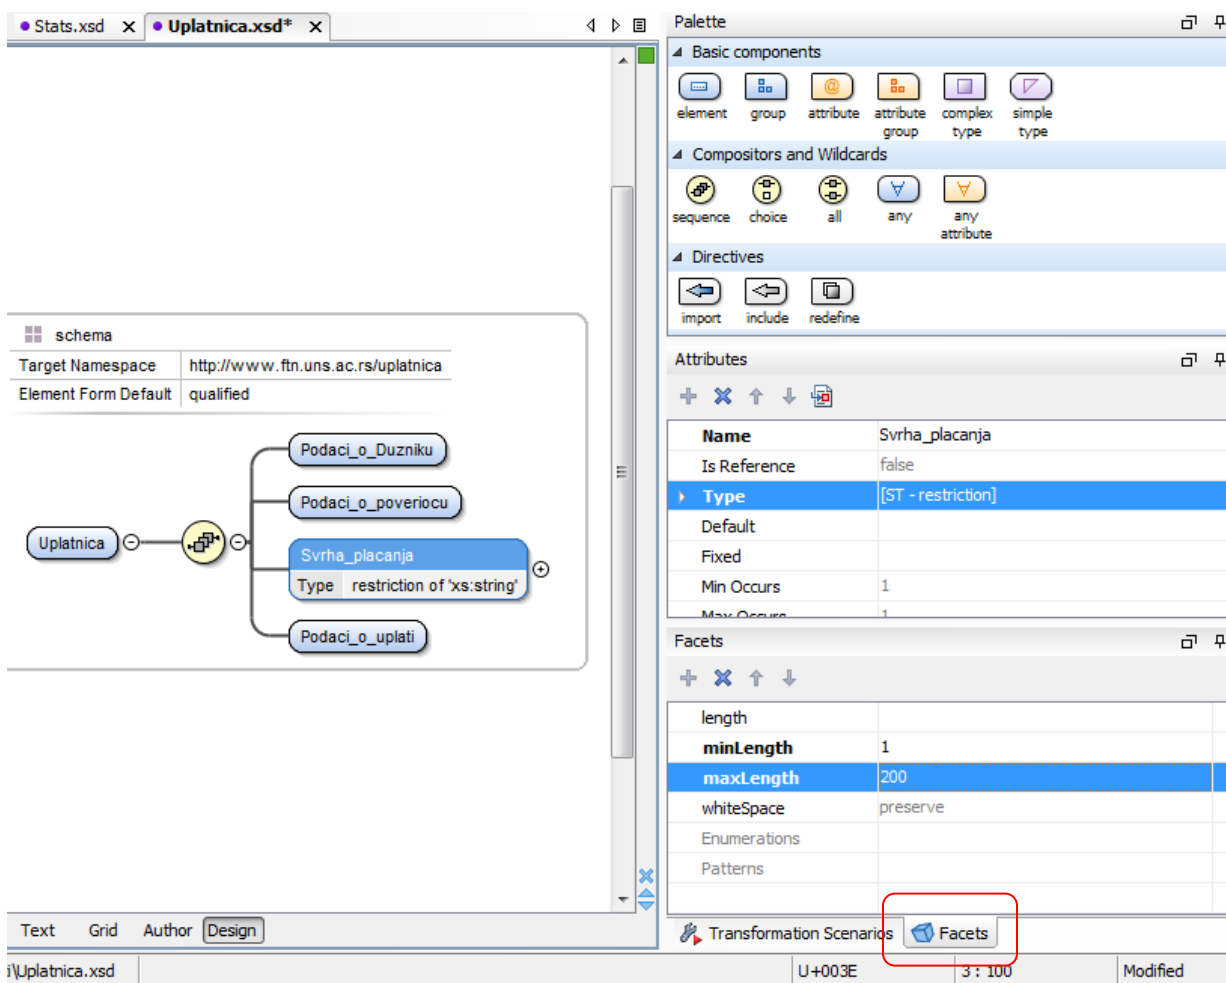 Stats.xsd X Uplatnica.xsd* X
schema
Target Namespace http://www.ftn.uns.ac.rs/uplatnica
Element Form Default qualified
Podaci_o_Duzniku
Podaci_o_poveriocu
Uplatnica
Svrha_placanja
Type restriction of 'xs:string'
Podaci_o_uplati
Text Grid Author Design
Palette
Basic components
element group attribute attribute group complex type simple type
Compositors and Wildcards
sequence choice all any any attribute
Directives
import include redefine
Attributes
Name Svrha_placanja
Is Reference false
Type [ST - restriction]
Default
Fixed
Min Occurs 1
Max Occurs 1
Facets
length
minLength 1
maxLength 200
whiteSpace preserve
Enumerations
Patterns
Transformation Scenarios Facets
i\Uplatnica.xsd U+003E 3 : 100 Modified